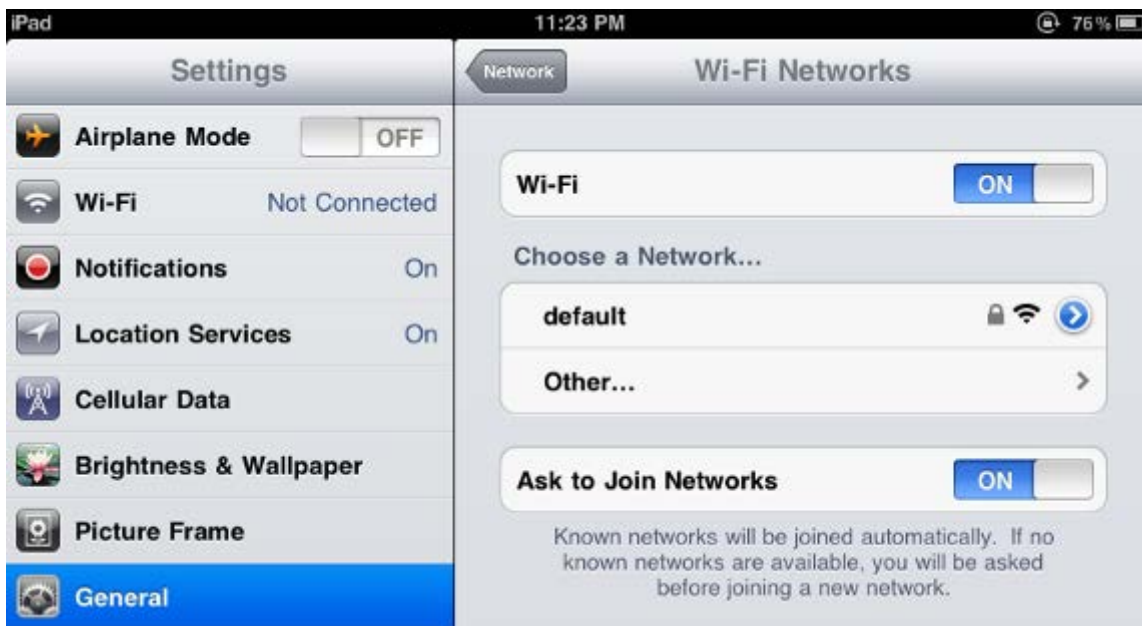 iPad 11:23 PM 76%
Settings
Airplane Mode OFF
Wi-Fi Not Connected
Notifications On
Location Services On
Cellular Data
Brightness & Wallpaper
Picture Frame
General
Network Wi-Fi Networks
Wi-Fi ON
Choose a Network...
default
Other...
Ask to Join Networks ON
Known networks will be joined automatically. If no
known networks are available, you will be asked
before joining a new network.